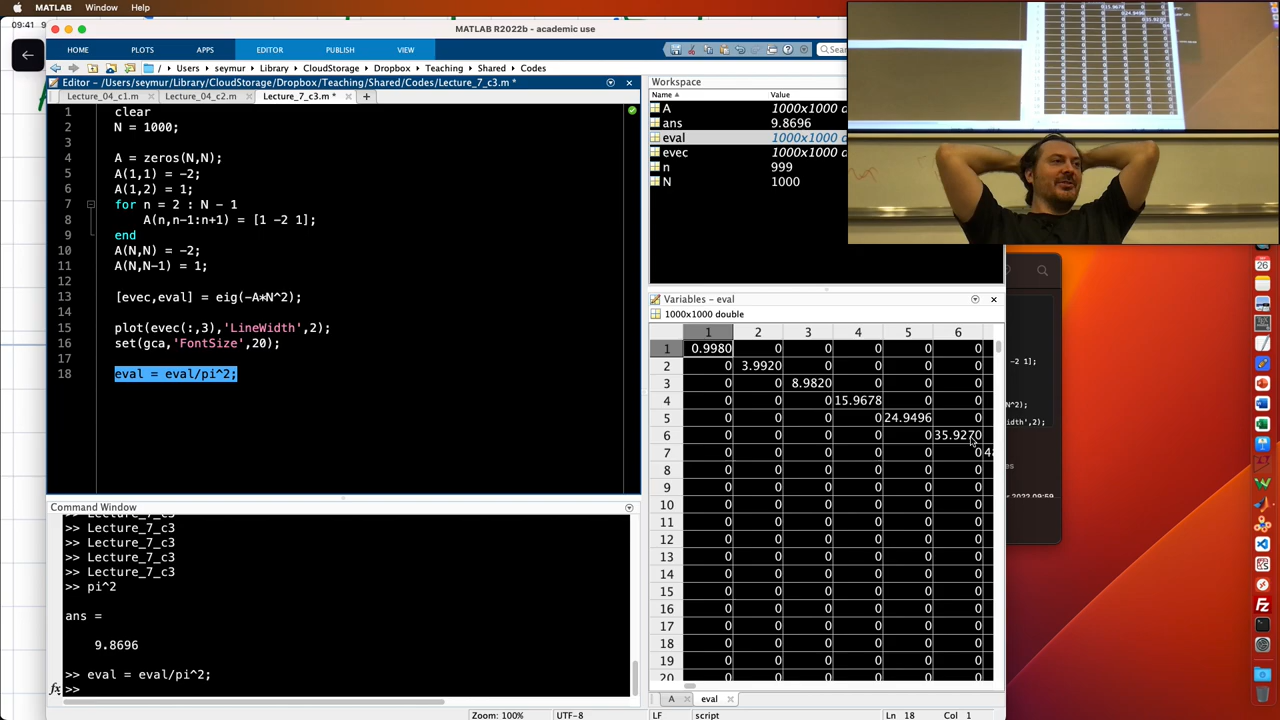 MATLAB Window Help
09:41
MATLAB R2022b - academic use
HOME PLOTS APPS EDITOR PUBLISH VIEW
/ Users seymur Library CloudStorage Dropbox Teaching Shared Codes
Editor - /Users/seymur/Library/CloudStorage/Dropbox/Teaching/Shared/Codes/Lecture_7_c3.m *
Lecture_04_c1.m Lecture_04_c2.m Lecture_7_c3.m *
1 clear
2 N = 1000;
3
4 A = zeros(N,N);
5 A(1,1) = -2;
6 A(1,2) = 1;
7 for n = 2 : N - 1
8 A(n,n-1:n+1) = [1 -2 1];
9 end
10 A(N,N) = -2;
11 A(N,N-1) = 1;
12
13 [evec,eval] = eig(-A*N^2);
14
15 plot(evec(:,3),'LineWidth',2);
16 set(gca,'FontSize',20);
17
18 eval = eval/pi^2;
Command Window
>> Lecture_7_c3
>> Lecture_7_c3
>> Lecture_7_c3
>> Lecture_7_c3
>> pi^2
ans =
9.8696
>> eval = eval/pi^2;
fx >>
Workspace
Name Value
A 1000x1000 d
ans 9.8696
eval 1000x1000 d
evec 1000x1000 d
n 999
N 1000
Variables - eval
1000x1000 double
1 2 3 4 5 6
1 0.9980 0 0 0 0 0
2 0 3.9920 0 0 0 0
3 0 0 8.9820 0 0 0
4 0 0 0 15.9678 0 0
5 0 0 0 0 24.9496 0
6 0 0 0 0 0 35.9270
7 0 0 0 0 0 0 4
8 0 0 0 0 0 0
9 0 0 0 0 0 0
10 0 0 0 0 0 0
11 0 0 0 0 0 0
12 0 0 0 0 0 0
13 0 0 0 0 0 0
14 0 0 0 0 0 0
15 0 0 0 0 0 0
16 0 0 0 0 0 0
17 0 0 0 0 0 0
18 0 0 0 0 0 0
19 0 0 0 0 0 0
20 0 0 0 0 0 0
A eval
Zoom: 100% UTF-8 LF script Ln 18 Col 1
-2 1];
^2);
idth',2);
26